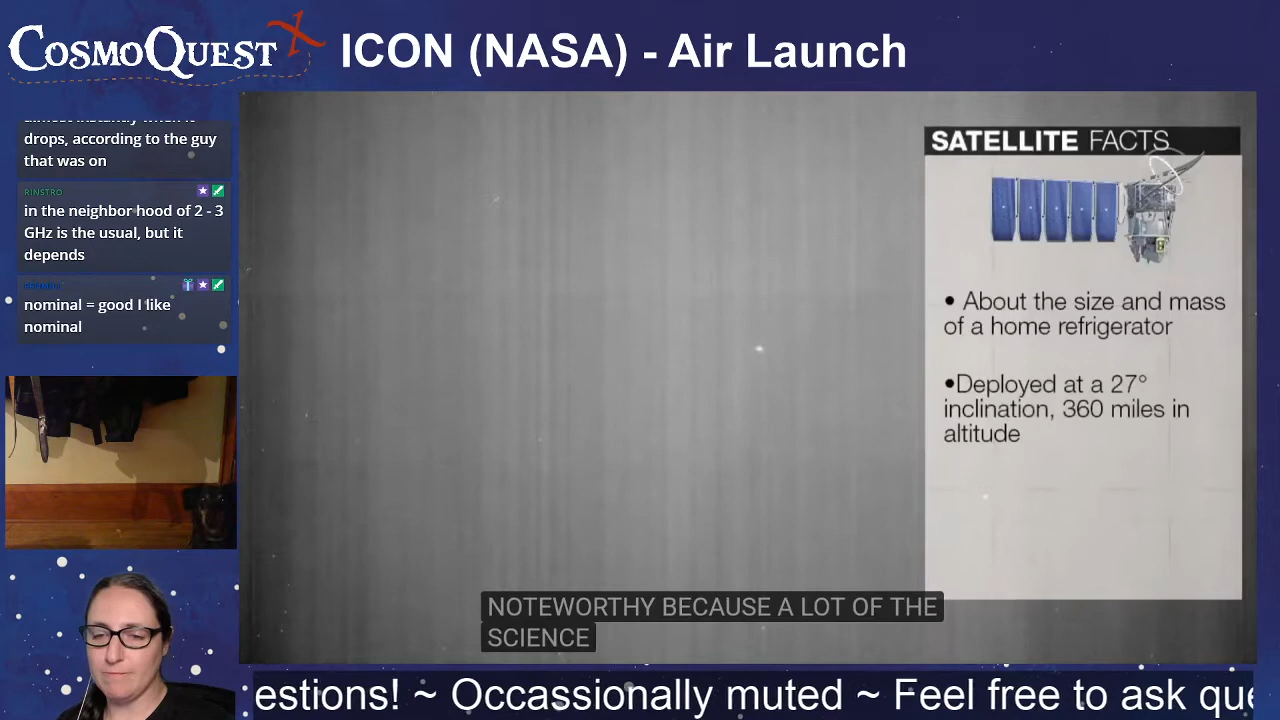 CosmoQuest X
ICON (NASA) - Air Launch
drops, according to the guy
that was on
RINSTRO
in the neighbor hood of 2 - 3
GHz is the usual, but it
depends
nominal = good I like
nominal
SATELLITE FACTS
• About the size and mass
of a home refrigerator
•Deployed at a 27°
inclination, 360 miles in
altitude
NOTEWORTHY BECAUSE A LOT OF THE
SCIENCE
estions! ~ Occassionally muted ~ Feel free to ask que